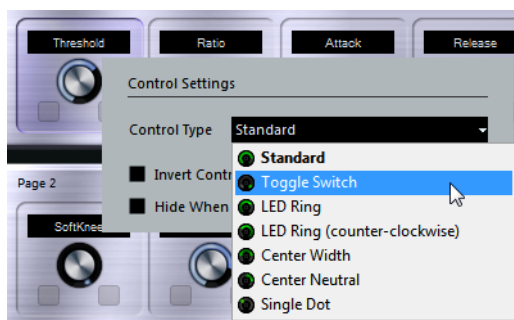 Threshold Ratio Attack Release
Control Settings
Control Type Standard
Standard
Invert Contr
Toggle Switch
Page 2
LED Ring
Hide When
SoftKnee
LED Ring (counter-clockwise)
Center Width
Center Neutral
Single Dot